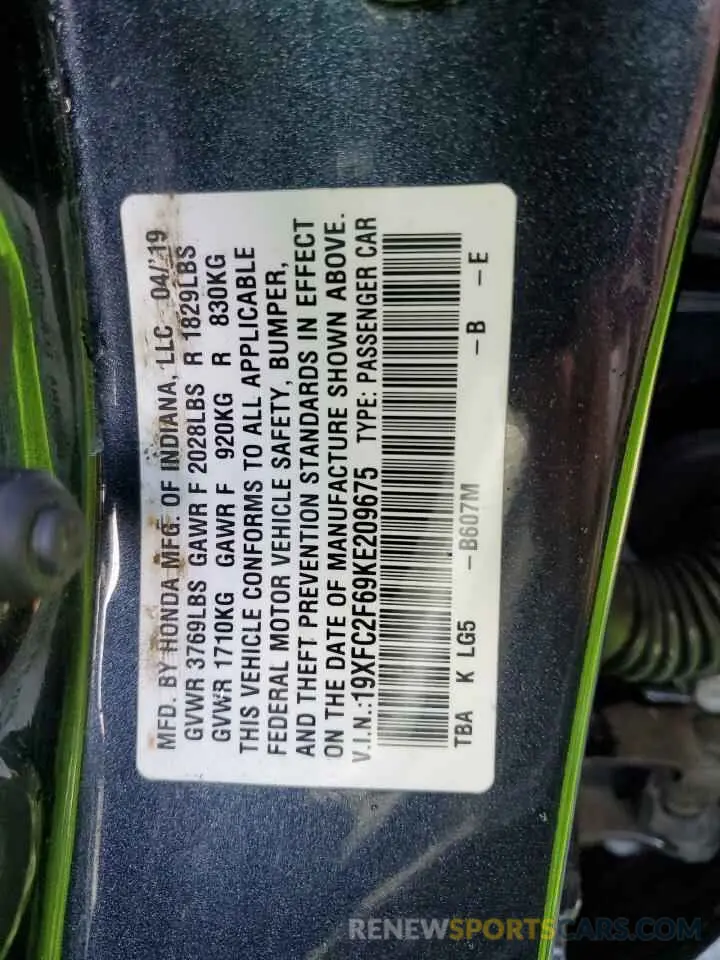 MFD. BY HONDA MFG. OF INDIANA, LLC 04/'19
GVWR 3769LBS GAWR F 2028LBS R 1829LBS
GVWR 1710KG GAWR F 920KG R 830KG
THIS VEHICLE CONFORMS TO ALL APPLICABLE
FEDERAL MOTOR VEHICLE SAFETY, BUMPER,
AND THEFT PREVENTION STANDARDS IN EFFECT
ON THE DATE OF MANUFACTURE SHOWN ABOVE.
V.I.N.:19XFC2F69KE209675 TYPE: PASSENGER CAR
TBA K LG5 -B607M -B -E
RENEWSPORTSCARS.COM